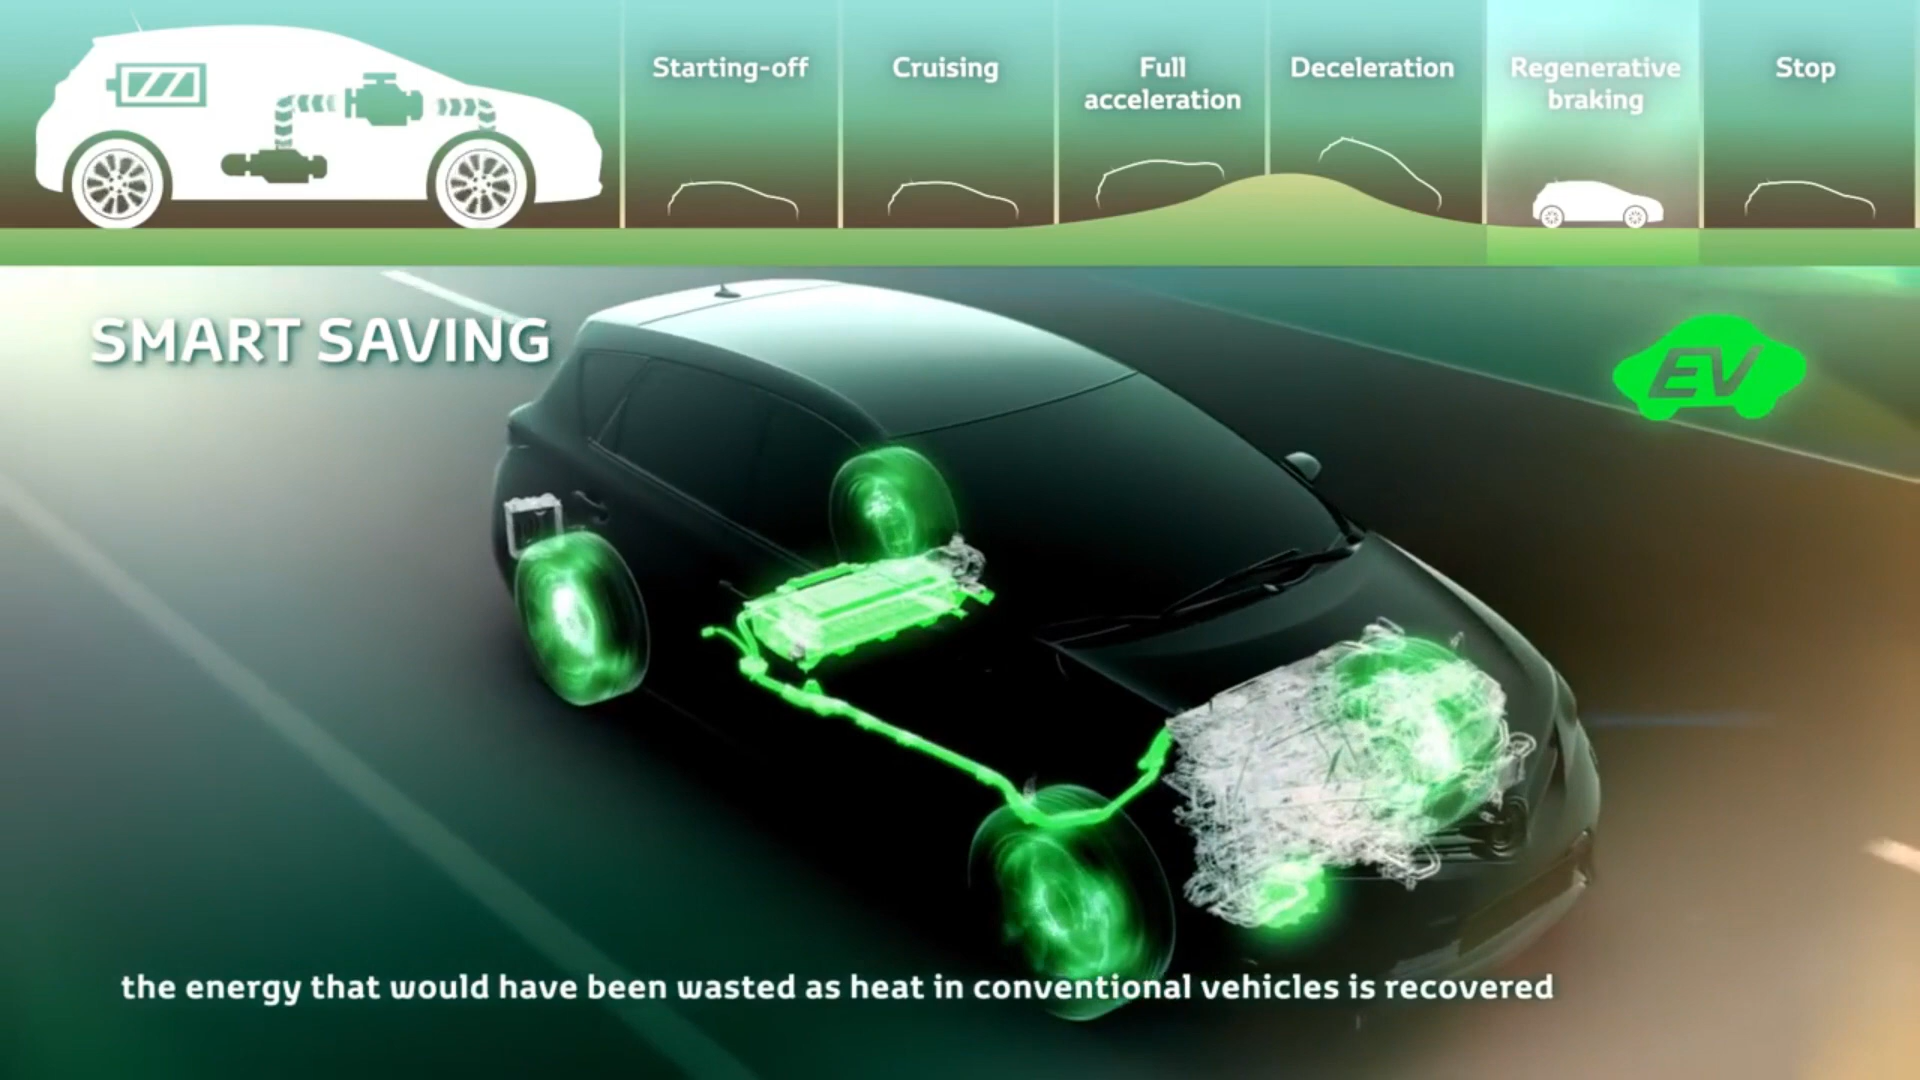 Starting-off
Cruising
Full
acceleration
Deceleration
Regenerative
braking
Stop
SMART SAVING
EV
the energy that would have been wasted as heat in conventional vehicles is recovered